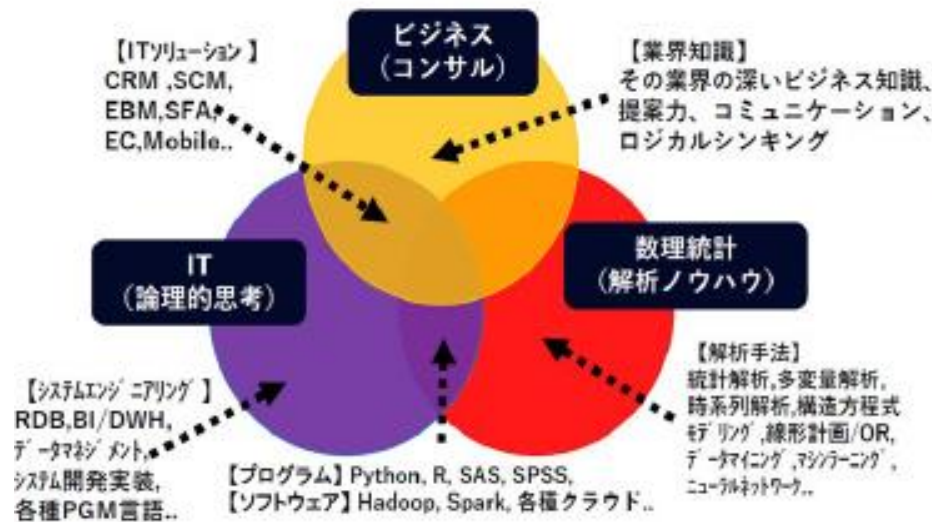 ビジネス
（コンサル）
【ITｿﾘｭｰｼｮﾝ】
CRM ,SCM,
EBM,SFA,
EC,Mobile..
【業界知識】
その業界の深いビジネス知識、
提案力、コミュニケーション、
ロジカルシンキング
IT
（論理的思考）
数理統計
（解析ノウハウ）
【ｼｽﾃﾑｴﾝｼﾞﾆｱﾘﾝｸﾞ】
RDB,BI/DWH,
ﾃﾞｰﾀﾏﾈｼﾞﾒﾝﾄ,
ｼｽﾃﾑ開発実装,
各種PGM言語..
【解析手法】
統計解析,多変量解析,
時系列解析,構造方程式
ﾓﾃﾞﾘﾝｸﾞ,線形計画/OR,
ﾃﾞｰﾀﾏｲﾆﾝｸﾞ,ﾏｼﾝﾗｰﾆﾝｸﾞ,
ﾆｭｰﾗﾙﾈｯﾄﾜｰｸ..
【プログラム】Python, R, SAS, SPSS,
【ソフトウェア】Hadoop, Spark, 各種クラウド..